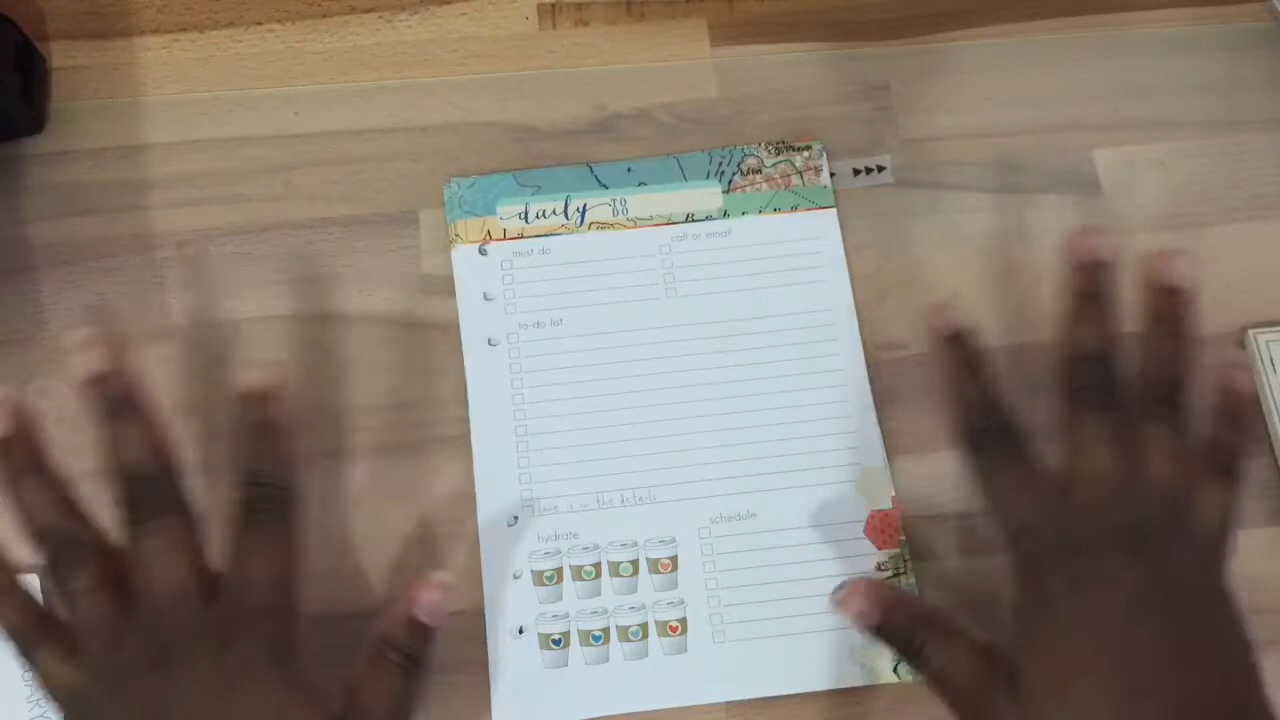 daily TO DO
must do
call or email
to-do list
love is in the details
hydrate
schedule